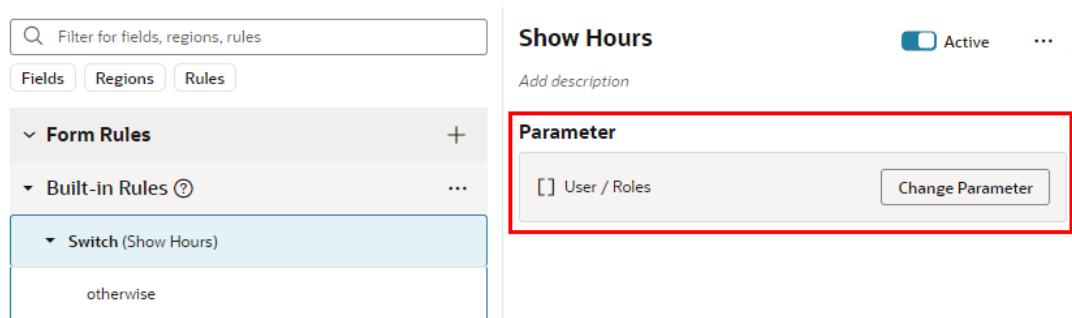 Filter for fields, regions, rules
Fields Regions Rules
Form Rules
Built-in Rules
Switch (Show Hours)
otherwise
Show Hours
Active
Add description
Parameter
[] User / Roles
Change Parameter